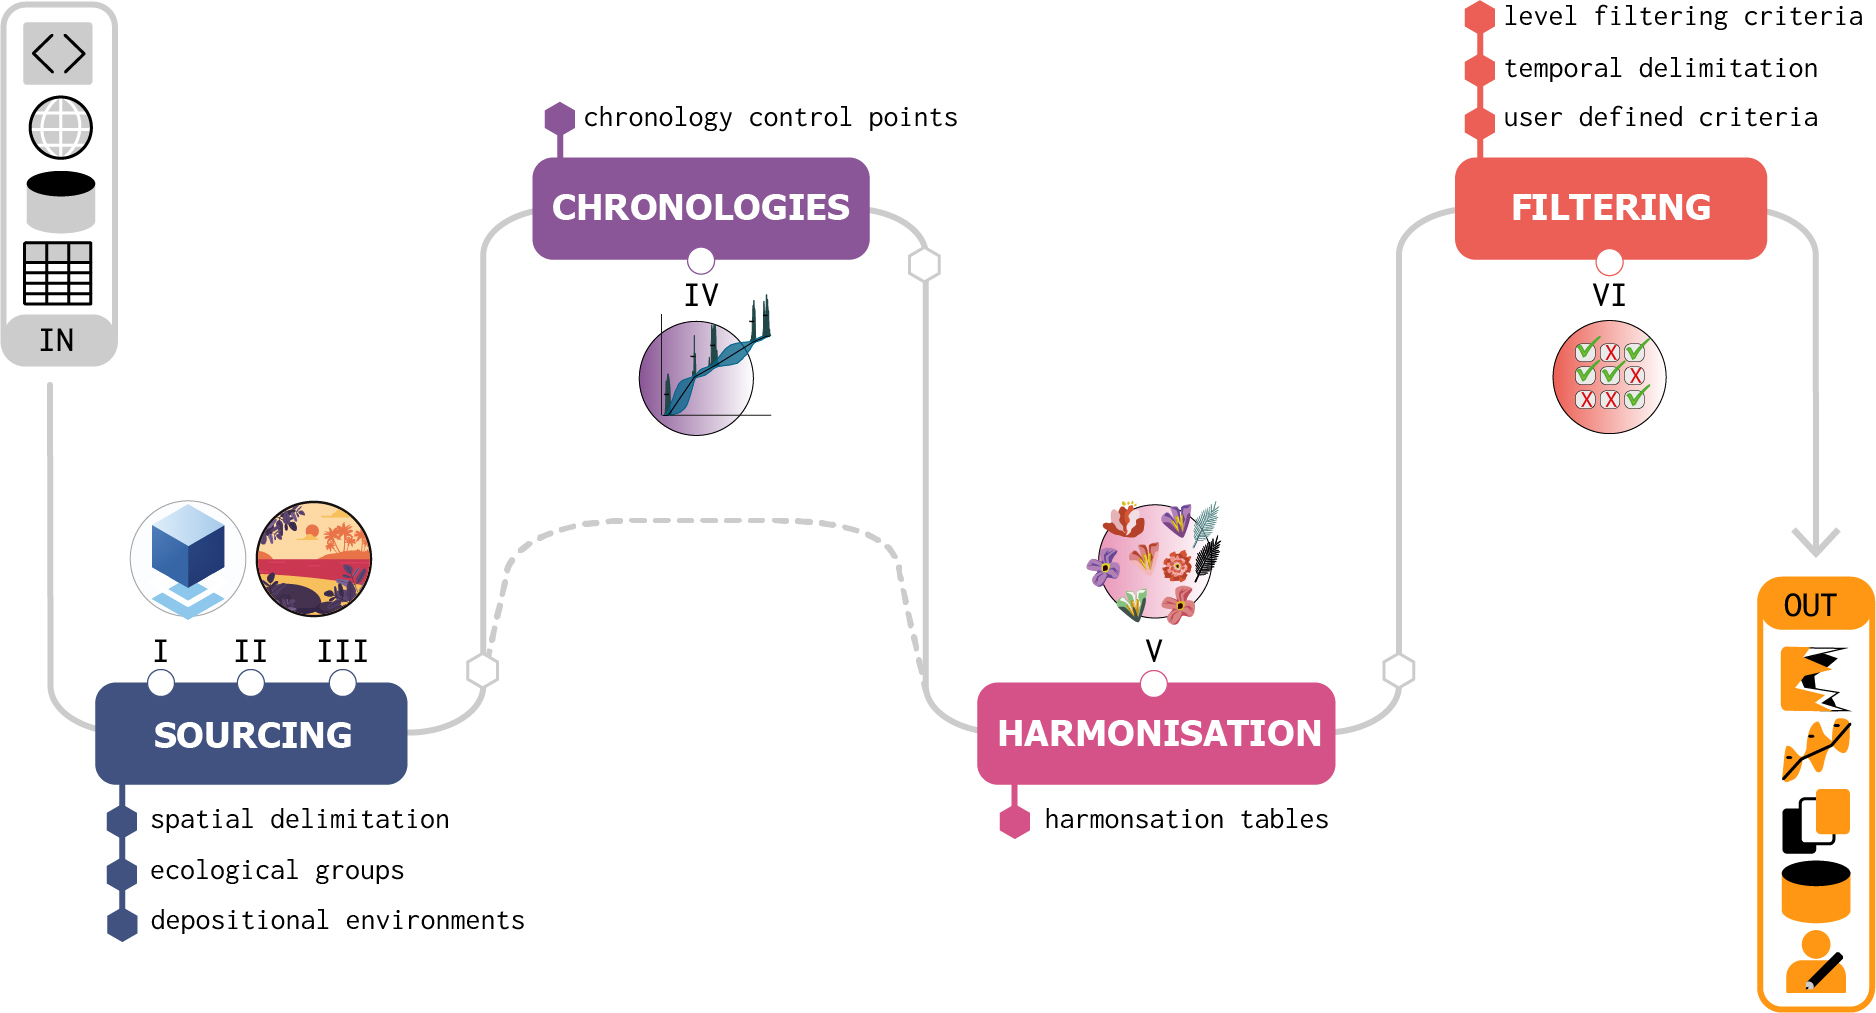 IN
I II III
SOURCING
spatial delimitation
ecological groups
depositional environments
chronology control points
CHRONOLOGIES
IV
V
HARMONISATION
harmonsation tables
level filtering criteria
temporal delimitation
user defined criteria
FILTERING
VI
X
X
X X
OUT